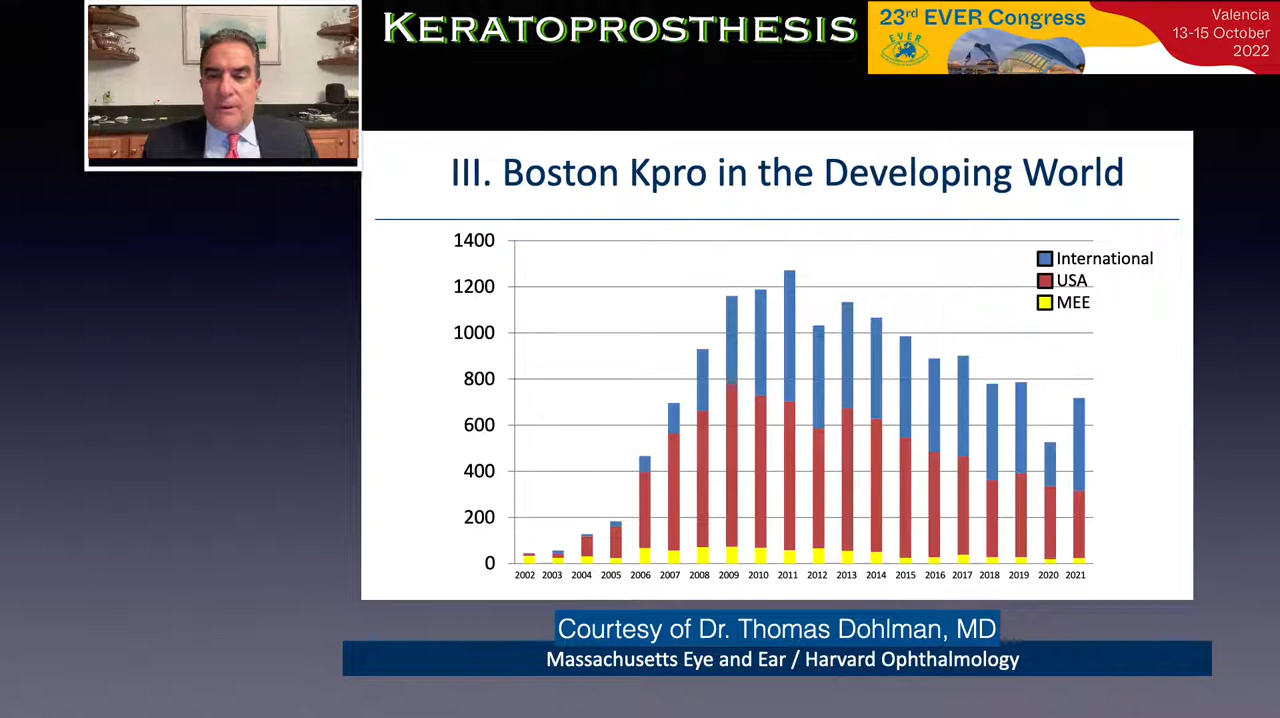 KERATOPROSTHESIS
23rd EVER Congress
EVER
Valencia
13-15 October
2022
III. Boston Kpro in the Developing World
1400
1200
1000
800
600
400
200
0
International
USA
MEE
2002 2003 2004 2005 2006 2007 2008 2009 2010 2011 2012 2013 2014 2015 2016 2017 2018 2019 2020 2021
Courtesy of Dr. Thomas Dohlman, MD
Massachusetts Eye and Ear / Harvard Ophthalmology